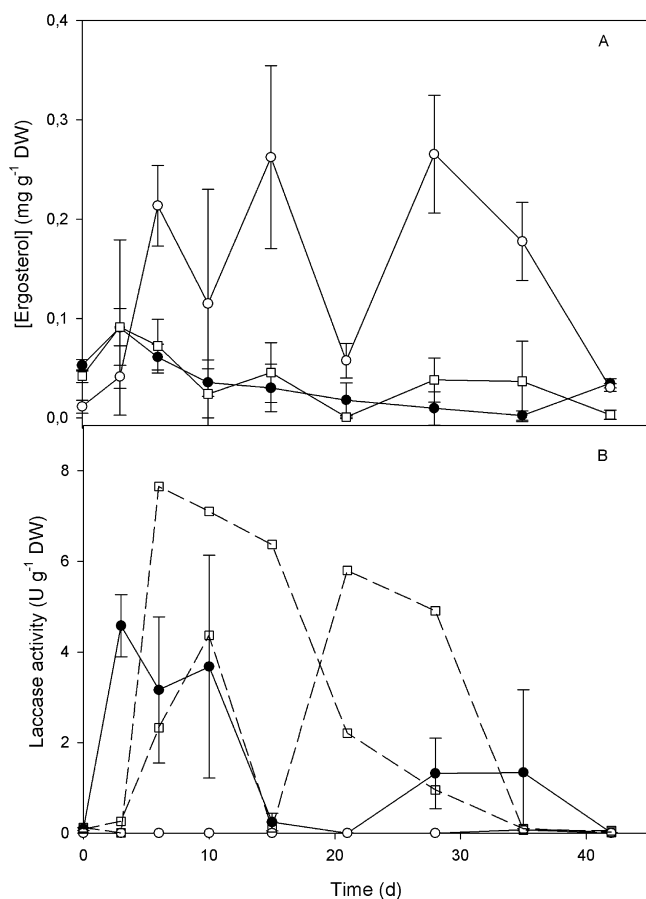 A
0,4
0,3
0,2
0,1
0,0
[Ergosterol] (mg g-1 DW)
B
8
6
4
2
0
Laccase activity (U g-1 DW)
0 10 20 30 40
Time (d)